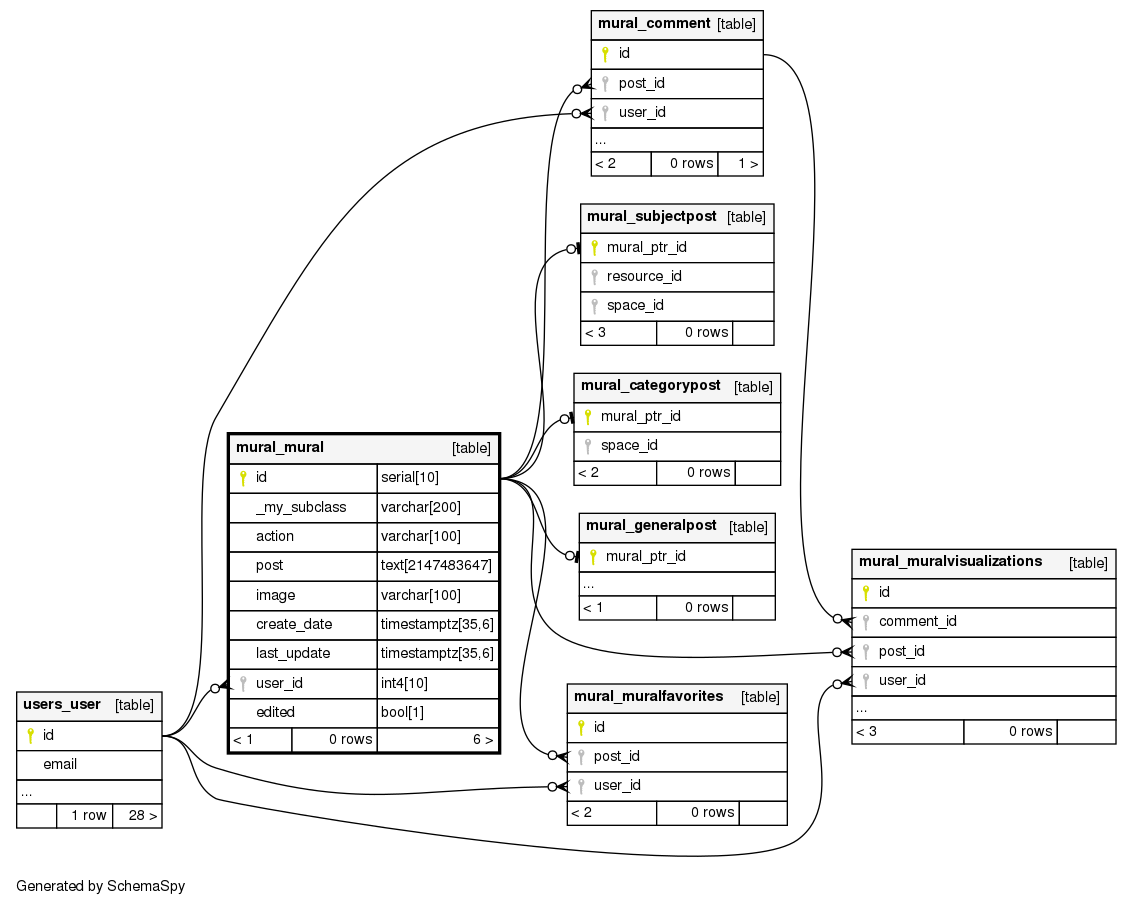 mural_comment [table]
id
post_id
user_id
...
< 2 0 rows 1 >
mural_subjectpost [table]
mural_ptr_id
resource_id
space_id
< 3 0 rows
mural_categorypost [table]
mural_ptr_id
space_id
< 2 0 rows
mural_mural [table]
id serial[10]
_my_subclass varchar[200]
action varchar[100]
post text[2147483647]
image varchar[100]
create_date timestamptz[35,6]
last_update timestamptz[35,6]
user_id int4[10]
edited bool[1]
< 1 0 rows 6 >
mural_generalpost [table]
mural_ptr_id
...
< 1 0 rows
mural_muralvisualizations [table]
id
comment_id
post_id
user_id
...
< 3 0 rows
mural_muralfavorites [table]
id
post_id
user_id
< 2 0 rows
users_user [table]
id
email
...
1 row 28 >
Generated by SchemaSpy